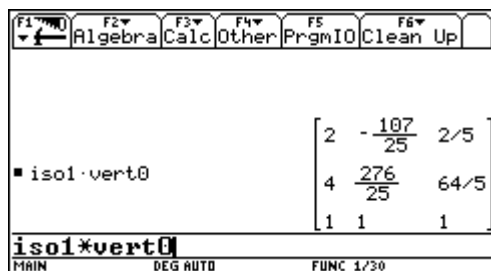 F1 F2 F3 F4 F5 F6
Algebra Calc Other PrgmIO Clean Up
2 -107/25 2/5
▪ iso1·vert0 4 276/25 64/5
1 1 1
iso1*vert0
MAIN DEG AUTO FUNC 1/30